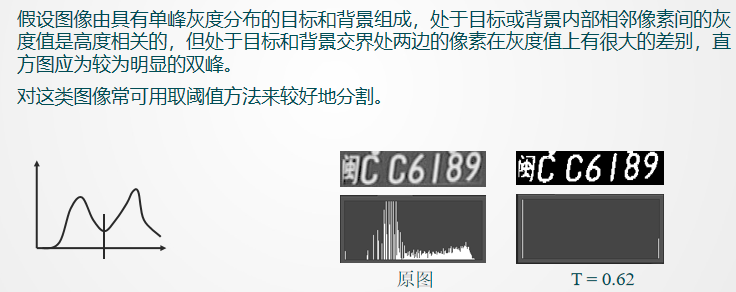 假设图像由具有单峰灰度分布的目标和背景组成，处于目标或背景内部相邻像素间的灰
度值是高度相关的，但处于目标和背景交界处两边的像素在灰度值上有很大的差别，直
方图应为较为明显的双峰。
对这类图像常可用取阈值方法来较好地分割。
闽C C6189 闽C C6189
原图 T = 0.62